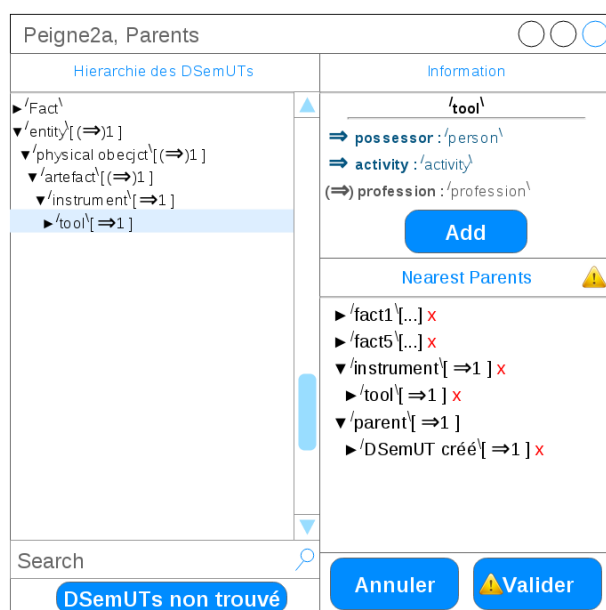 Peigne2a, Parents
Hierarchie des DSemUTs
►/Fact\
▼/entity\[(⇒)1 ]
▼/physical obecjct\[(⇒)1 ]
▼/artefact\[(⇒)1 ]
▼/instrument\[ ⇒1 ]
►/tool\[ ⇒1 ]
Search
DSemUTs non trouvé
Information
/tool\
⇒ possessor : /person\
⇒ activity : /activity\
(⇒) profession : /profession\
Add
Nearest Parents
► /fact1\[...] x
► /fact5\[...] x
▼/instrument\[ ⇒1 ] x
► /tool\[ ⇒1 ] x
▼/parent\[ ⇒1 ]
► /DSemUT créé\[ ⇒1 ] x
Annuler
Valider